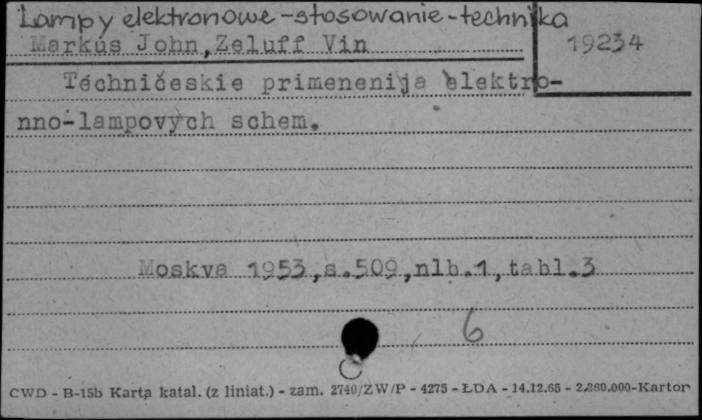 Lampy elektronowe-stosowanie-technika
Markus John,Zeluff Vin
19234
Techničeskie primenenija elektro-
nno-lampovych schem.
Moskva 1953,s.509,nlb.1,tabl.3
6
CWD - B-15b Karta katal. (z liniat.) - zam. 2740/ZW/P - 4275 - ŁDA - 14.12.65 - 2.860.000-Karton